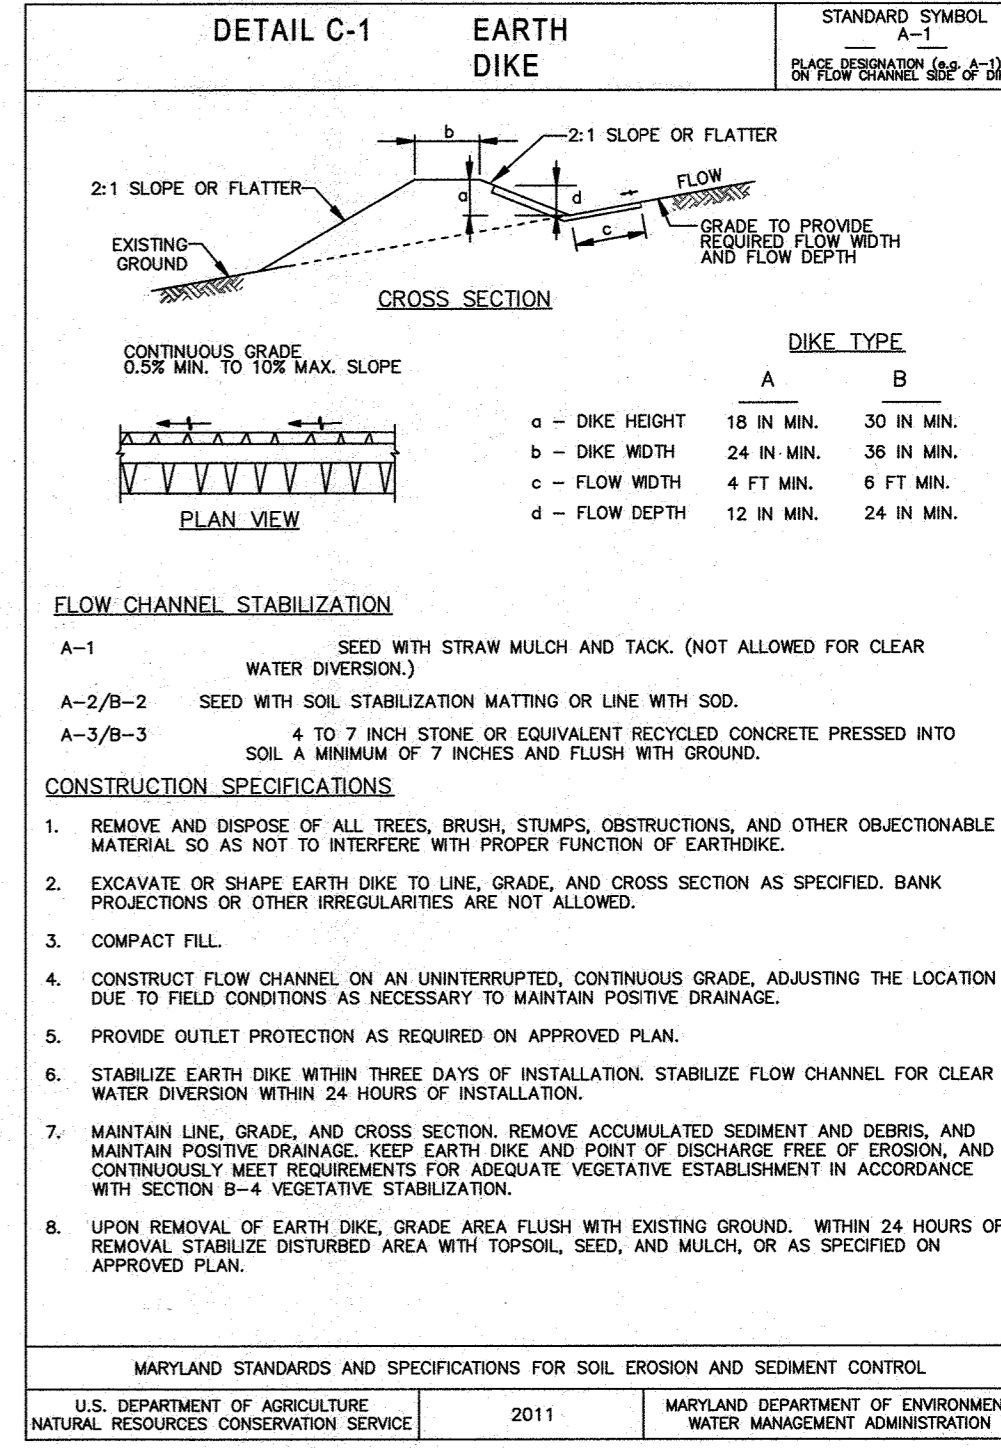 DETAIL C-1 EARTH
DIKE
STANDARD SYMBOL
A-1
PLACE DESIGNATION (e.g. A-1)
ON FLOW CHANNEL SIDE OF
b
2:1 SLOPE OR FLATTER
2:1 SLOPE OR FLATTER
a
d
FLOW
c
EXISTING
GROUND
GRADE TO PROVIDE
REQUIRED FLOW WIDTH
AND FLOW DEPTH
CROSS SECTION
CONTINUOUS GRADE
0.5% MIN. TO 10% MAX. SLOPE
PLAN VIEW
DIKE TYPE
A B
a - DIKE HEIGHT 18 IN MIN. 30 IN MIN.
b - DIKE WIDTH 24 IN MIN. 36 IN MIN.
c - FLOW WIDTH 4 FT MIN. 6 FT MIN.
d - FLOW DEPTH 12 IN MIN. 24 IN MIN.
FLOW CHANNEL STABILIZATION
A-1 SEED WITH STRAW MULCH AND TACK. (NOT ALLOWED FOR CLEAR
WATER DIVERSION.)
A-2/B-2 SEED WITH SOIL STABILIZATION MATTING OR LINE WITH SOD.
A-3/B-3 4 TO 7 INCH STONE OR EQUIVALENT RECYCLED CONCRETE PRESSED INTO
SOIL A MINIMUM OF 7 INCHES AND FLUSH WITH GROUND.
CONSTRUCTION SPECIFICATIONS
1. REMOVE AND DISPOSE OF ALL TREES, BRUSH, STUMPS, OBSTRUCTIONS, AND OTHER OBJECTIONABLE
MATERIAL SO AS NOT TO INTERFERE WITH PROPER FUNCTION OF EARTHDIKE.
2. EXCAVATE OR SHAPE EARTH DIKE TO LINE, GRADE, AND CROSS SECTION AS SPECIFIED. BANK
PROJECTIONS OR OTHER IRREGULARITIES ARE NOT ALLOWED.
3. COMPACT FILL.
4. CONSTRUCT FLOW CHANNEL ON AN UNINTERRUPTED, CONTINUOUS GRADE, ADJUSTING THE LOCATION
DUE TO FIELD CONDITIONS AS NECESSARY TO MAINTAIN POSITIVE DRAINAGE.
5. PROVIDE OUTLET PROTECTION AS REQUIRED ON APPROVED PLAN.
6. STABILIZE EARTH DIKE WITHIN THREE DAYS OF INSTALLATION. STABILIZE FLOW CHANNEL FOR CLEAR
WATER DIVERSION WITHIN 24 HOURS OF INSTALLATION.
7. MAINTAIN LINE, GRADE, AND CROSS SECTION. REMOVE ACCUMULATED SEDIMENT AND DEBRIS, AND
MAINTAIN POSITIVE DRAINAGE. KEEP EARTH DIKE AND POINT OF DISCHARGE FREE OF EROSION, AND
CONTINUOUSLY MEET REQUIREMENTS FOR ADEQUATE VEGETATIVE ESTABLISHMENT IN ACCORDANCE
WITH SECTION B-4 VEGETATIVE STABILIZATION.
8. UPON REMOVAL OF EARTH DIKE, GRADE AREA FLUSH WITH EXISTING GROUND. WITHIN 24 HOURS OF
REMOVAL STABILIZE DISTURBED AREA WITH TOPSOIL, SEED, AND MULCH, OR AS SPECIFIED ON
APPROVED PLAN.
MARYLAND STANDARDS AND SPECIFICATIONS FOR SOIL EROSION AND SEDIMENT CONTROL
U.S. DEPARTMENT OF AGRICULTURE
NATURAL RESOURCES CONSERVATION SERVICE
2011
MARYLAND DEPARTMENT OF ENVIRONMEN
WATER MANAGEMENT ADMINISTRATION